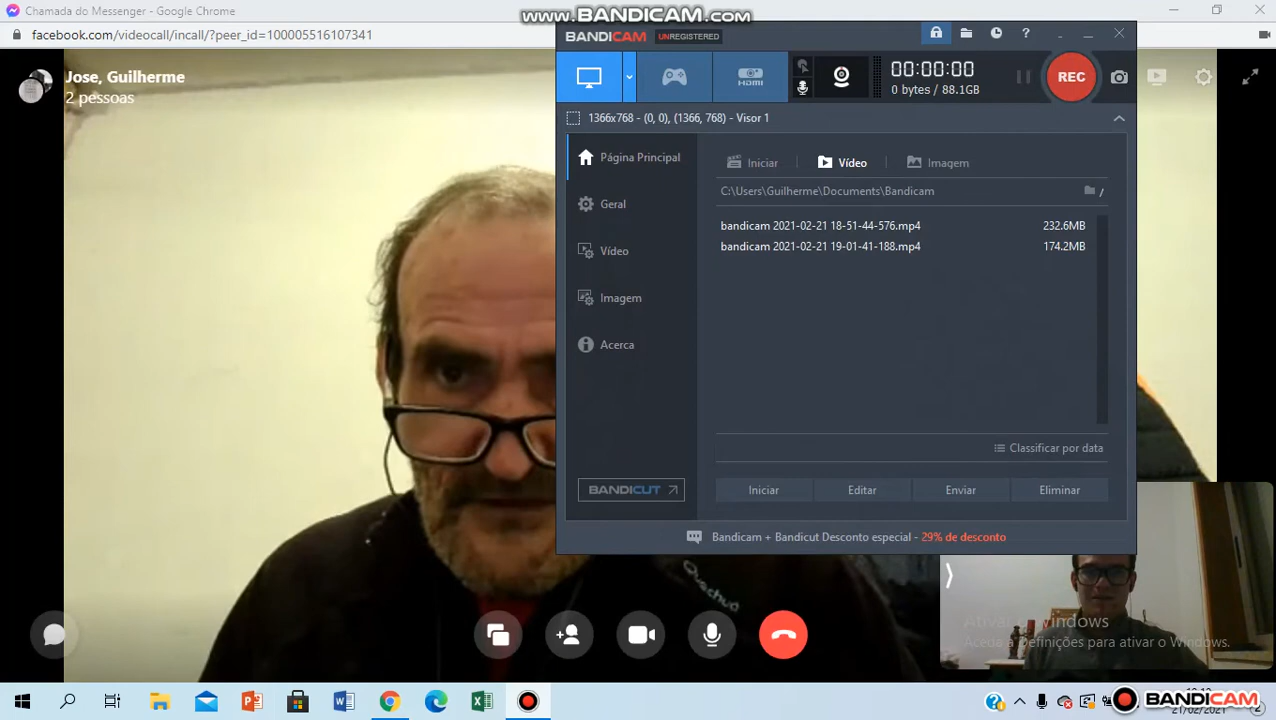 Chamada do Messenger - Google Chrome
www.BANDICAM.com
facebook.com/videocall/incall/?peer_id=100005516107341
BANDICAM UNREGISTERED
Jose, Guilherme
2 pessoas
HDMI
00:00:00
0 bytes / 88.1GB
REC
1366x768 - (0, 0), (1366, 768) - Visor 1
Página Principal
Geral
Vídeo
Imagem
Acerca
BANDICUT
Iniciar Vídeo Imagem
C:\Users\Guilherme\Documents\Bandicam
bandicam 2021-02-21 18-51-44-576.mp4 232.6MB
bandicam 2021-02-21 19-01-41-188.mp4 174.2MB
Classificar por data
Iniciar Editar Enviar Eliminar
Bandicam + Bandicut Desconto especial - 29% de desconto
Quechua
Ativar o Windows
Aceda a Definições para ativar o Windows.
21/02/2021
BANDICAM